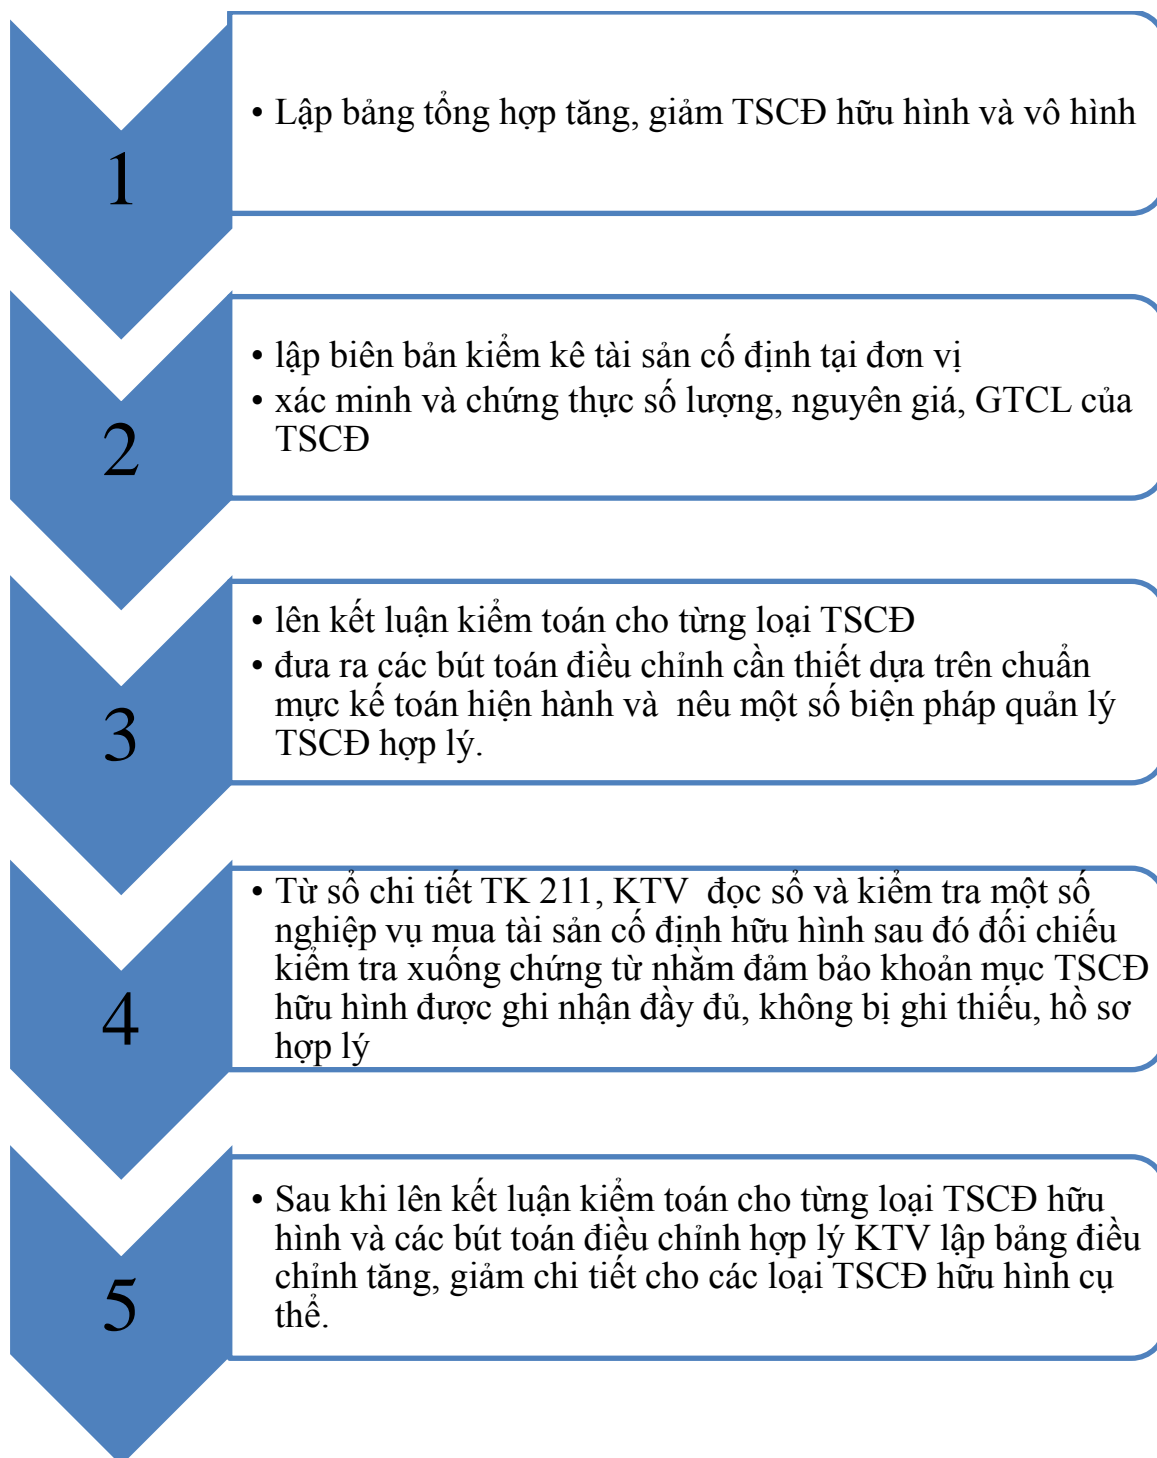 1
• Lập bảng tổng hợp tăng, giảm TSCĐ hữu hình và vô hình
2
• lập biên bản kiểm kê tài sản cố định tại đơn vị
• xác minh và chứng thực số lượng, nguyên giá, GTCL của
TSCĐ
3
• lên kết luận kiểm toán cho từng loại TSCĐ
• đưa ra các bút toán điều chỉnh cần thiết dựa trên chuẩn
mực kế toán hiện hành và  nêu một số biện pháp quản lý
TSCĐ hợp lý.
4
• Từ sổ chi tiết TK 211, KTV  đọc sổ và kiểm tra một số
nghiệp vụ mua tài sản cố định hữu hình sau đó đối chiếu
kiểm tra xuống chứng từ nhằm đảm bảo khoản mục TSCĐ
hữu hình được ghi nhận đầy đủ, không bị ghi thiếu, hồ sơ
hợp lý
5
• Sau khi lên kết luận kiểm toán cho từng loại TSCĐ hữu
hình và các bút toán điều chỉnh hợp lý KTV lập bảng điều
chỉnh tăng, giảm chi tiết cho các loại TSCĐ hữu hình cụ
thể.